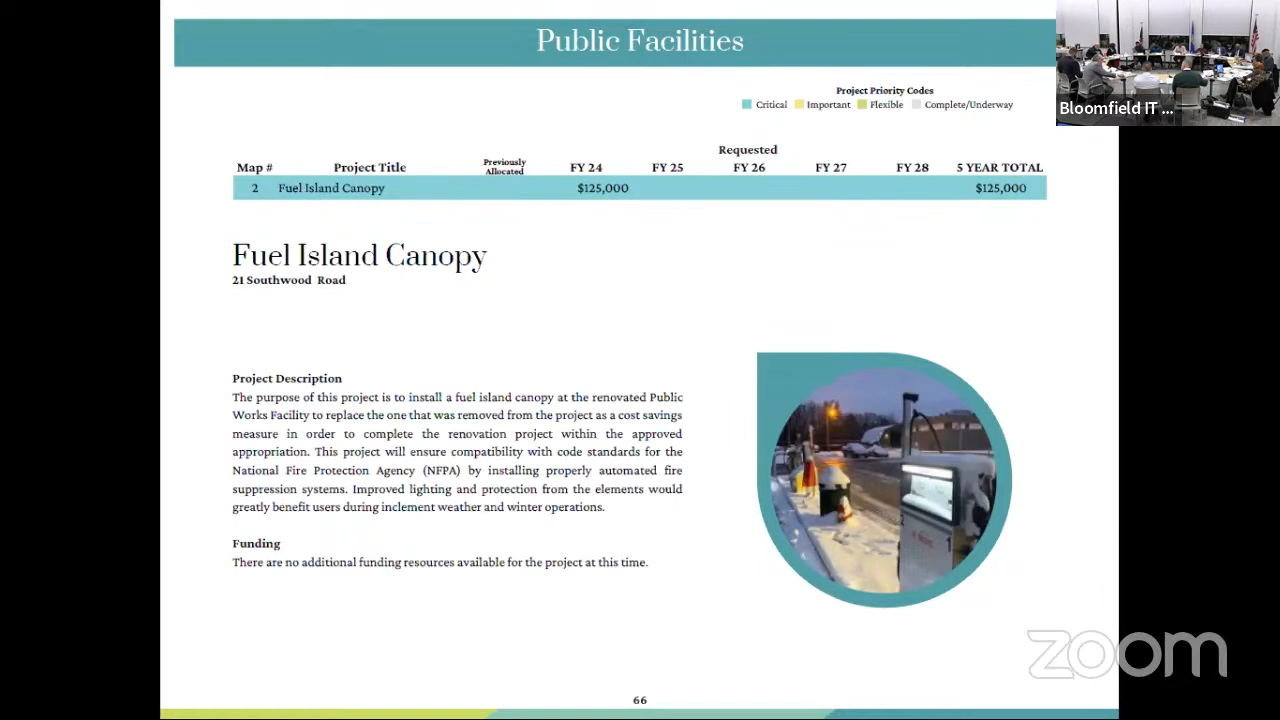 Public Facilities
Bloomfield IT ...
Project Priority Codes
Critical Important Flexible Complete/Underway
Requested
Map # Project Title Previously Allocated FY 24 FY 25 FY 26 FY 27 FY 28 5 YEAR TOTAL
2 Fuel Island Canopy $125,000 $125,000
Fuel Island Canopy
21 Southwood Road
Project Description
The purpose of this project is to install a fuel island canopy at the renovated Public
Works Facility to replace the one that was removed from the project as a cost savings
measure in order to complete the renovation project within the approved
appropriation. This project will ensure compatibility with code standards for the
National Fire Protection Agency (NFPA) by installing properly automated fire
suppression systems. Improved lighting and protection from the elements would
greatly benefit users during inclement weather and winter operations.
Funding
There are no additional funding resources available for the project at this time.
zoom
66